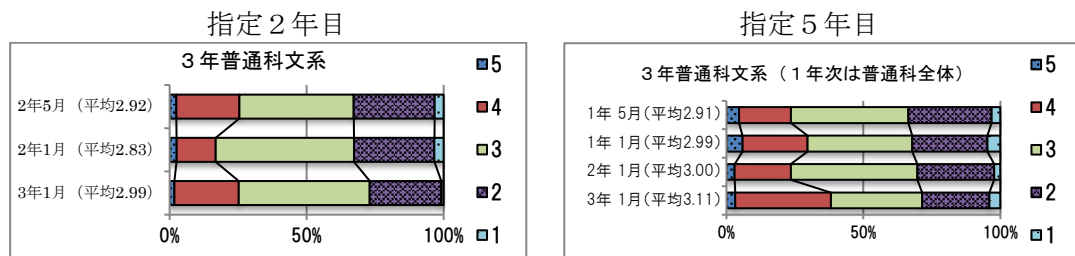 指定２年目
３年普通科文系
2年5月（平均2.92）
2年1月（平均2.83）
3年1月（平均2.99）
0%
50%
100%
5
4
3
2
1
指定５年目
３年普通科文系（１年次は普通科全体）
1年 5月(平均2.91)
1年 1月(平均2.99)
2年 1月(平均3.00)
3年 1月(平均3.11)
0%
50%
100%
5
4
3
2
1